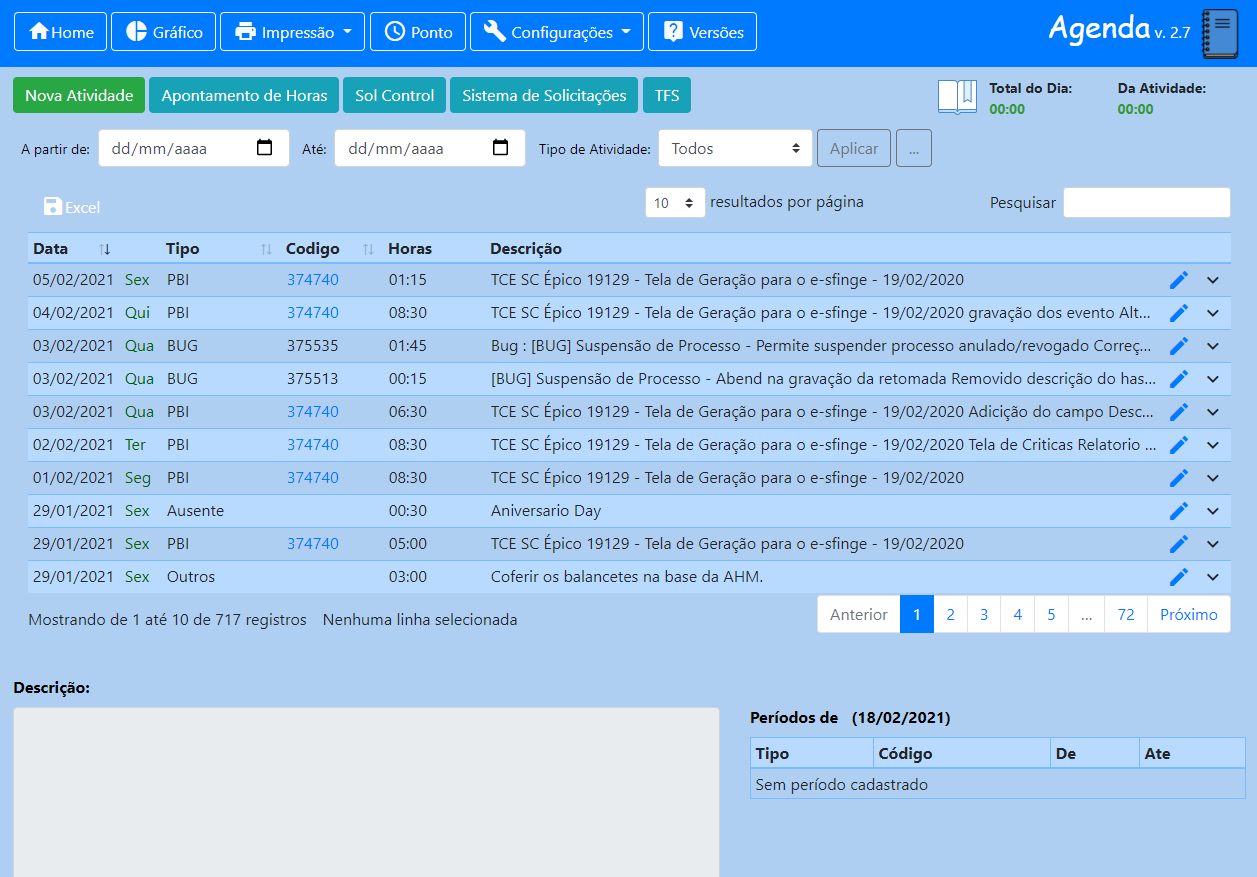 Home Gráfico Impressão Ponto Configurações Versões Agenda v. 2.7
Nova Atividade Apontamento de Horas Sol Control Sistema de Solicitações TFS Total do Dia: Da Atividade:
00:00 00:00
A partir de: dd/mm/aaaa Até: dd/mm/aaaa Tipo de Atividade: Todos Aplicar ...
Excel 10 resultados por página Pesquisar
Data Tipo Codigo Horas Descrição
05/02/2021 Sex PBI 374740 01:15 TCE SC Épico 19129 - Tela de Geração para o e-sfinge - 19/02/2020
04/02/2021 Qui PBI 374740 08:30 TCE SC Épico 19129 - Tela de Geração para o e-sfinge - 19/02/2020 gravação dos evento Alt...
03/02/2021 Qua BUG 375535 01:45 Bug : [BUG] Suspensão de Processo - Permite suspender processo anulado/revogado Correç...
03/02/2021 Qua BUG 375513 00:15 [BUG] Suspensão de Processo - Abend na gravação da retomada Removido descrição do has...
03/02/2021 Qua PBI 374740 06:30 TCE SC Épico 19129 - Tela de Geração para o e-sfinge - 19/02/2020 Adicição do campo Desc...
02/02/2021 Ter PBI 374740 08:30 TCE SC Épico 19129 - Tela de Geração para o e-sfinge - 19/02/2020 Tela de Criticas Relatorio ...
01/02/2021 Seg PBI 374740 08:30 TCE SC Épico 19129 - Tela de Geração para o e-sfinge - 19/02/2020
29/01/2021 Sex Ausente 00:30 Aniversario Day
29/01/2021 Sex PBI 374740 05:00 TCE SC Épico 19129 - Tela de Geração para o e-sfinge - 19/02/2020
29/01/2021 Sex Outros 03:00 Coferir os balancetes na base da AHM.
Mostrando de 1 até 10 de 717 registros Nenhuma linha selecionada Anterior 1 2 3 4 5 ... 72 Próximo
Descrição:
Períodos de (18/02/2021)
Tipo Código De Ate
Sem período cadastrado